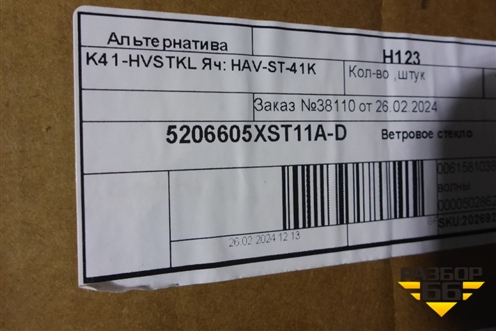 Альтернатива
H123
K41-HVSTKL Яч: HAV-ST-41K
Кол-во ,штук
Заказ №38110 от 26.02.2024
5206605XST11A-D
Ветровое стекло
волны
26.02.2024 12:13
РАЗБОР
66